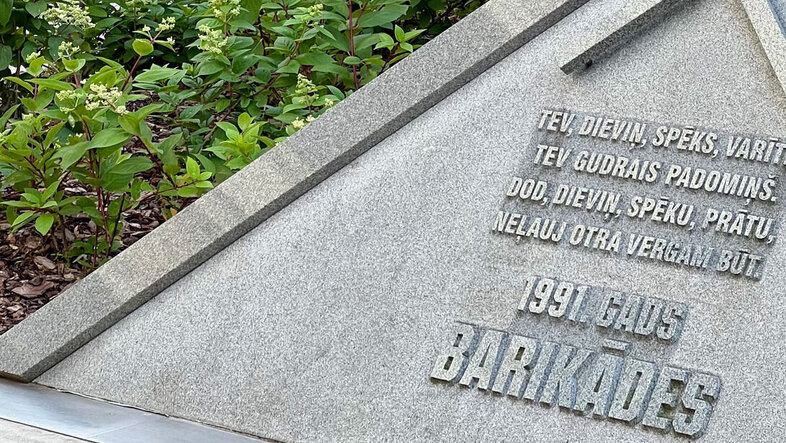 TEV, DIEVIŅ, SPĒKS, VARĪT
TEV GUDRAIS PADOMIŅŠ.
DOD, DIEVIŅ, SPĒKU, PRĀTU,
NEĻAUJ OTRA VERGAM BŪT.
1991. GADS
BARIKĀDES